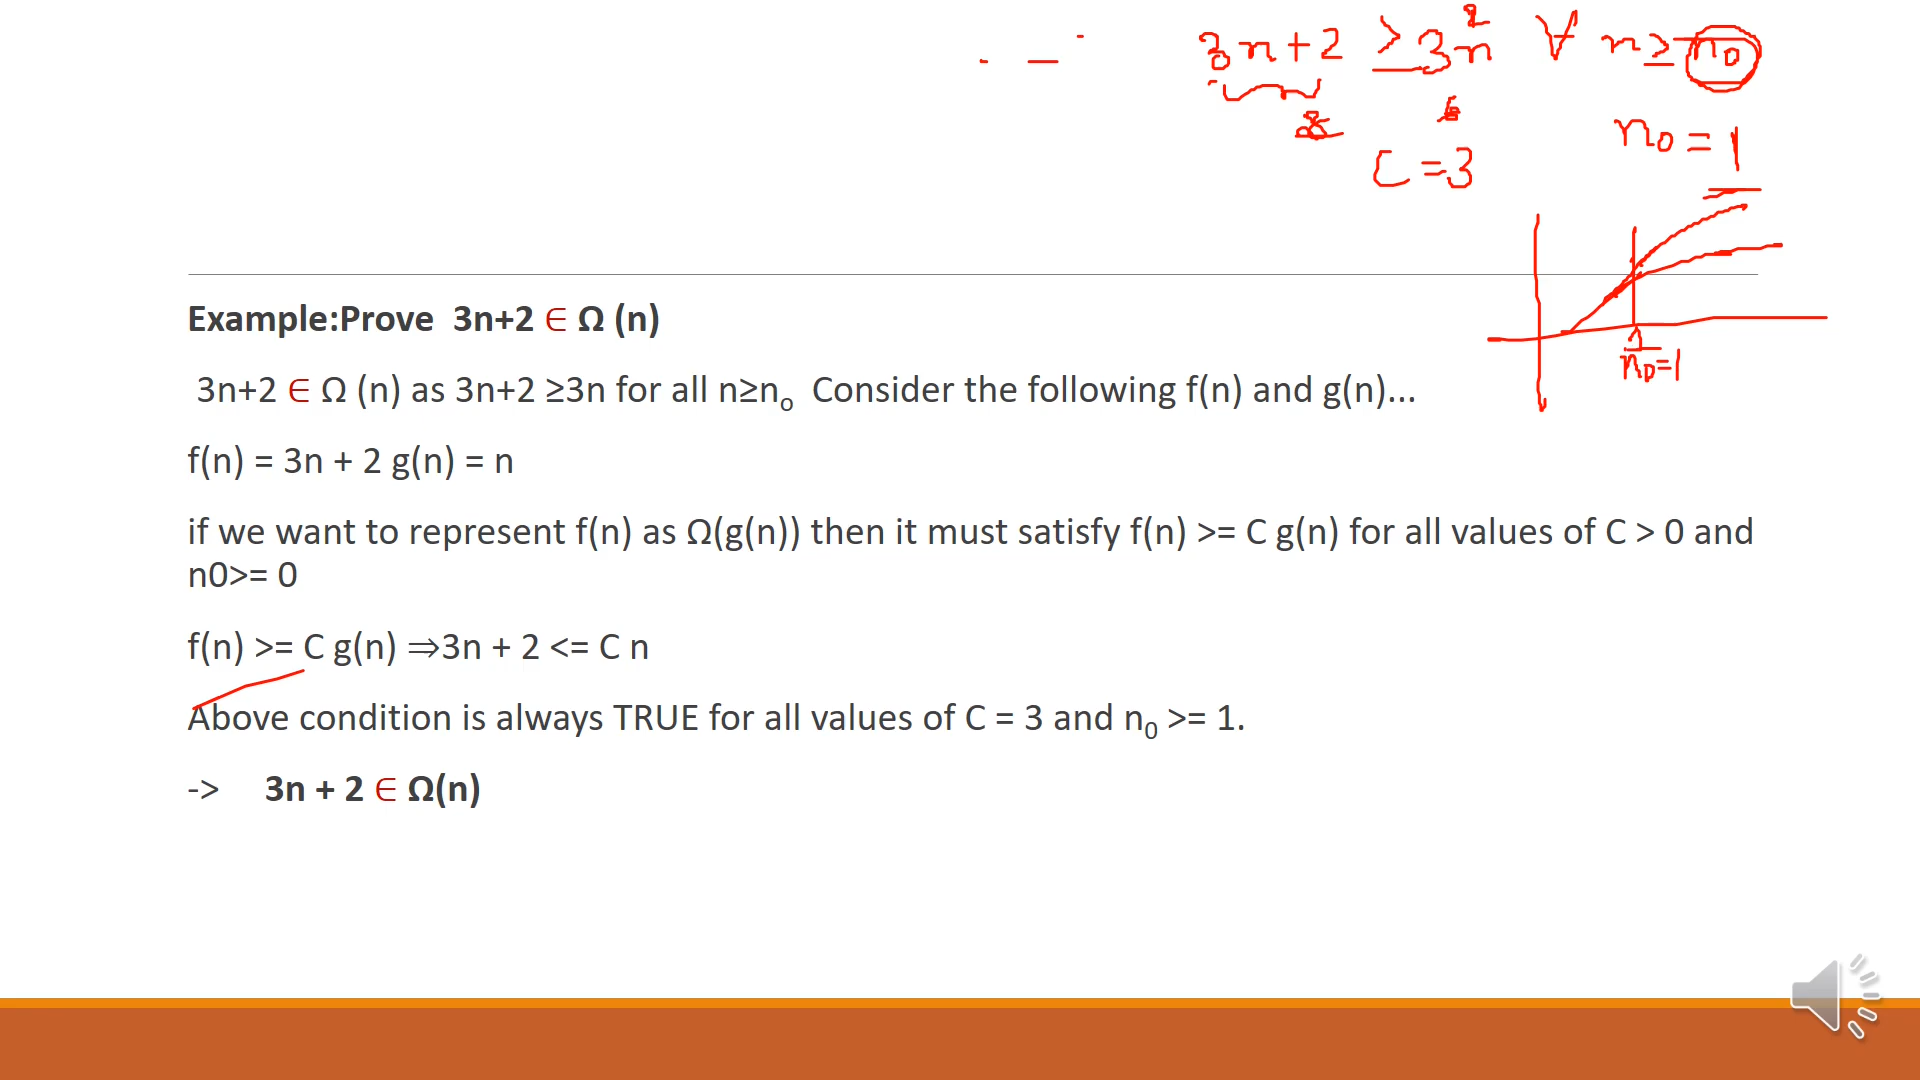 3n+2 ≥ 3n ∀ n ≥ n0
C = 3
n0 = 1
n0=1
Example:Prove 3n+2 ∈ Ω (n)
3n+2 ∈ Ω (n) as 3n+2 ≥3n for all n≥no Consider the following f(n) and g(n)...
f(n) = 3n + 2 g(n) = n
if we want to represent f(n) as Ω(g(n)) then it must satisfy f(n) >= C g(n) for all values of C > 0 and
n0>= 0
f(n) >= C g(n) ⇒3n + 2 <= C n
Above condition is always TRUE for all values of C = 3 and n0 >= 1.
-> 3n + 2 ∈ Ω(n)